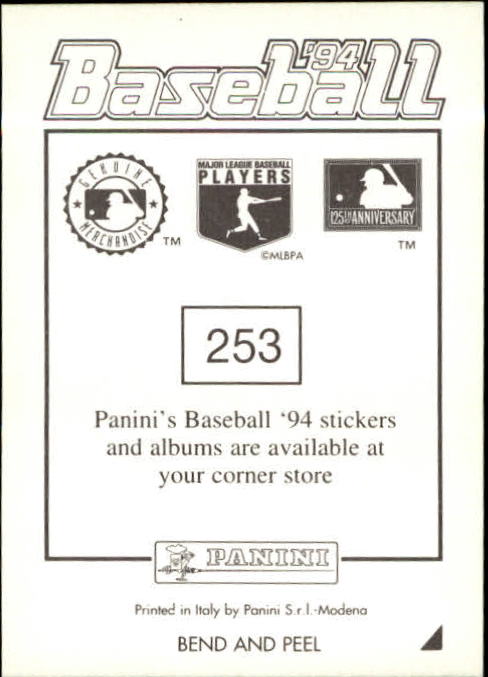 '94
Baseball
GENUINE
MERCHANDISE
TM
MAJOR LEAGUE BASEBALL
PLAYERS
©MLBPA
125TH ANNIVERSARY
TM
253
Panini's Baseball ‘94 stickers
and albums are available at
your corner store
PANINI
Printed in Italy by Panini S.r.l.-Modena
BEND AND PEEL